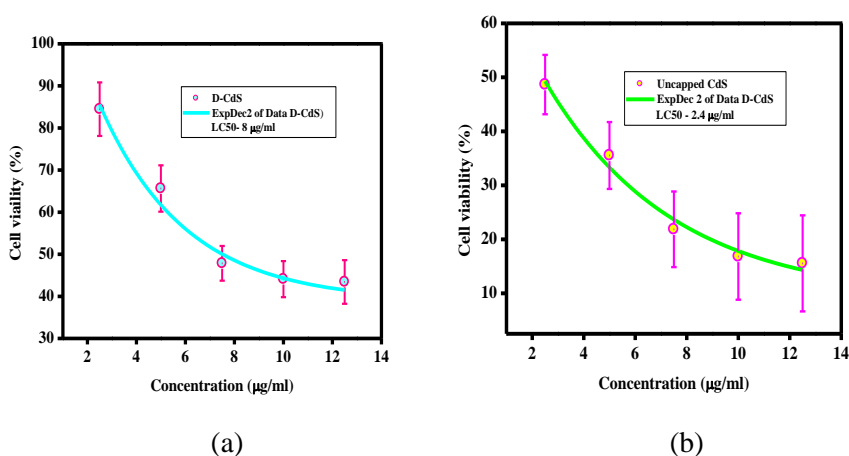 100
90
80
70
60
50
40
30
2 4 6 8 10 12 14
Cell viaility (%)
Concentration (µg/ml)
D-CdS
ExpDec2 of Data D-CdS)
LC50- 8 µg/ml
(a)
60
50
40
30
20
10
2 4 6 8 10 12 14
Cell viability (%)
Concentration (µg/ml)
Uncapped CdS
ExpDec 2 of Data D-CdS
LC50 - 2.4 µg/ml
(b)